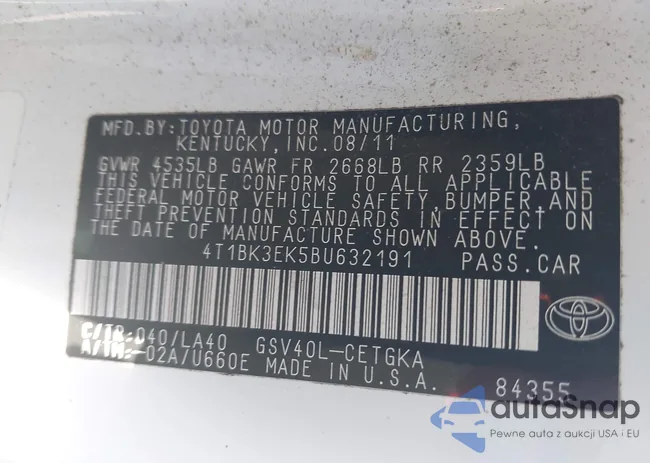 MFD.BY:TOYOTA MOTOR MANUFACTURING,
KENTUCKY,INC.08/11
GVWR 4535LB GAWR FR 2668LB RR 2359LB
THIS VEHICLE CONFORMS TO ALL APPLICABLE
FEDERAL MOTOR VEHICLE SAFETY,BUMPER,AND
THEFT PREVENTION STANDARDS IN EFFECT ON
THE DATE OF MANUFACTURE SHOWN ABOVE.
4T1BK3EK5BU632191 PASS.CAR
C/TR:040/LA40 GSV40L-CETGKA
A/TM:-02A/U660E MADE IN U.S.A. 84355
autoSnap
Pewne auta z aukcji USA i EU